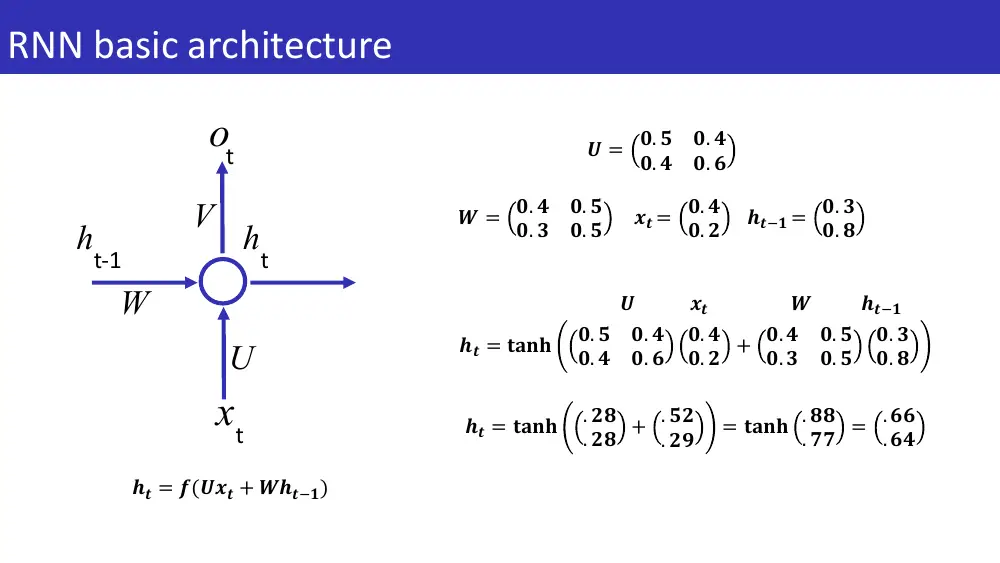 RNN basic architecture
o t
V
h t-1
h t
W
U
x t
h_t = f(Ux_t + Wh_{t−1})
U = (0.5 0.4
0.4 0.6)
W = (0.4 0.5
0.3 0.5) x_t = (0.4
0.2) h_{t−1} = (0.3
0.8)
U x_t W h_{t−1}
h_t = tanh ((0.5 0.4
0.4 0.6) (0.4
0.2) + (0.4 0.5
0.3 0.5) (0.3
0.8))
h_t = tanh ((.28
.28) + (.52
.29)) = tanh (.88
.77) = (.66
.64)